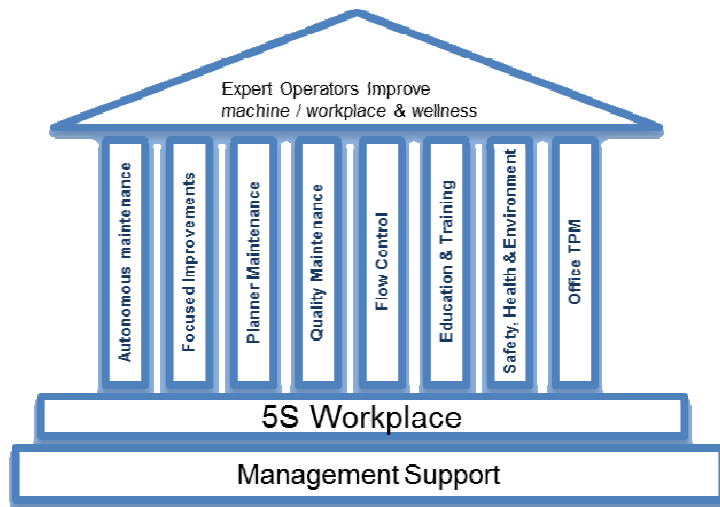 Expert Operators Improve
machine / workplace & wellness
Autonomous maintenance
Focused Improvements
Planner Maintenance
Quality Maintenance
Flow Control
Education & Training
Safety, Health & Environment
Office TPM
5S Workplace
Management Support